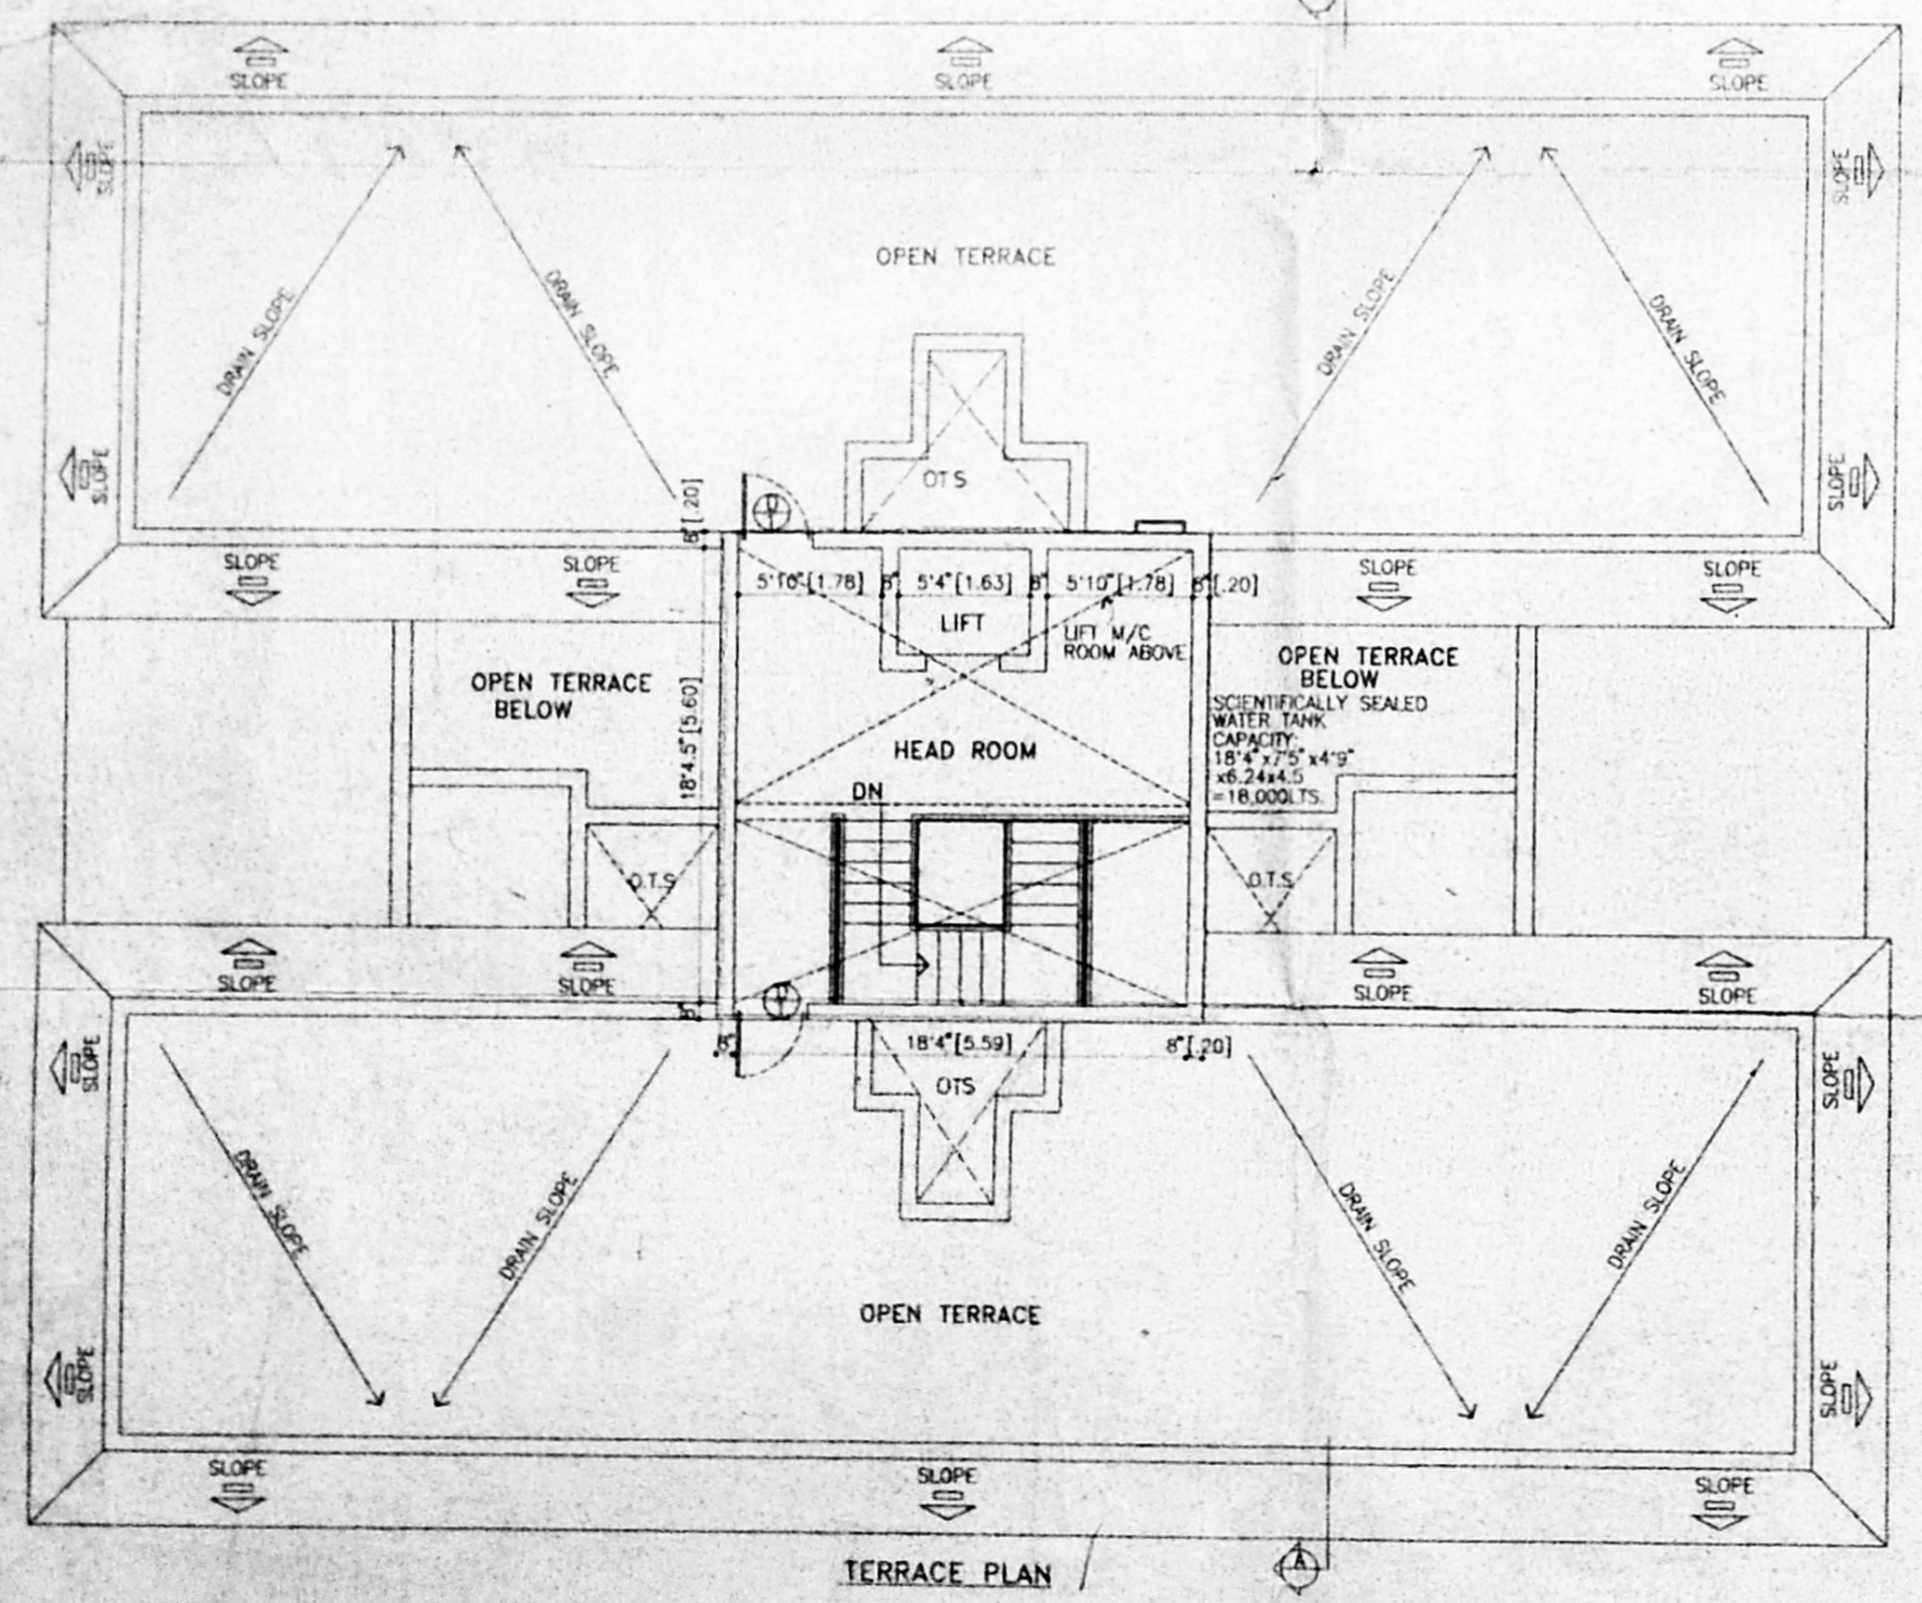 SLOPE
SLOPE
SLOPE
SLOPE
SLOPE
OPEN TERRACE
DRAIN SLOPE
DRAIN SLOPE
DRAIN SLOPE
DRAIN SLOPE
SLOPE
OTS
SLOPE
8" [.20]
SLOPE
SLOPE
SLOPE
SLOPE
5'10" [1.78]
8"
5'4" [1.63]
8"
5'10" [1.78]
8" [.20]
LIFT
LIFT M/C
ROOM ABOVE
OPEN TERRACE
BELOW
OPEN TERRACE
BELOW
SCIENTIFICALLY SEALED
WATER TANK
CAPACITY:
18'4" x7'5" x4'9"
x6.24x4.5
=18,000LTS.
18'4.5" [5.60]
HEAD ROOM
DN
O.T.S
O.T.S
SLOPE
SLOPE
SLOPE
SLOPE
8"
8"
18'4" [5.59]
8" [.20]
SLOPE
OTS
SLOPE
DRAIN SLOPE
DRAIN SLOPE
DRAIN SLOPE
DRAIN SLOPE
OPEN TERRACE
SLOPE
SLOPE
SLOPE
SLOPE
SLOPE
TERRACE PLAN
A